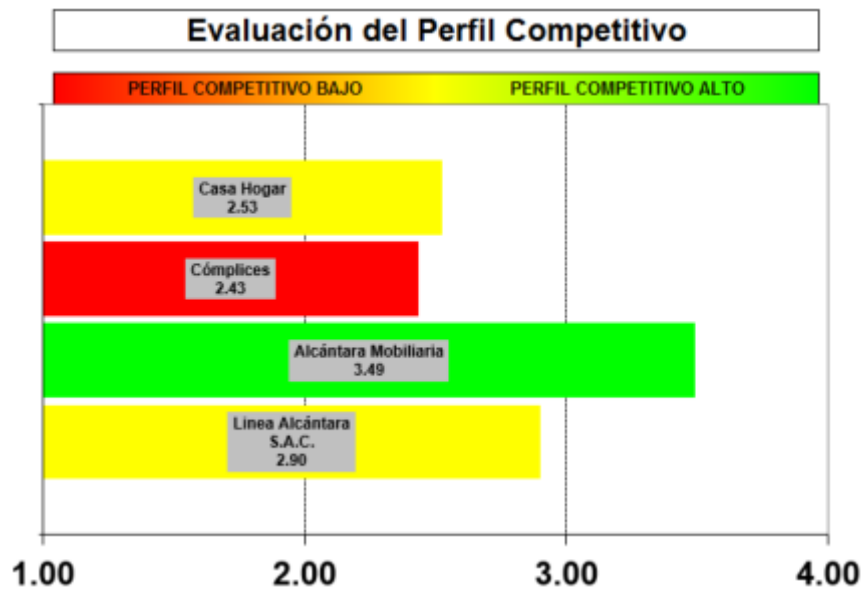 Evaluación del Perfil Competitivo
PERFIL COMPETITIVO BAJO PERFIL COMPETITIVO ALTO
Casa Hogar
2.53
Cómplices
2.43
Alcántara Mobiliaria
3.49
Linea Alcántara
S.A.C.
2.90
1.00 2.00 3.00 4.00